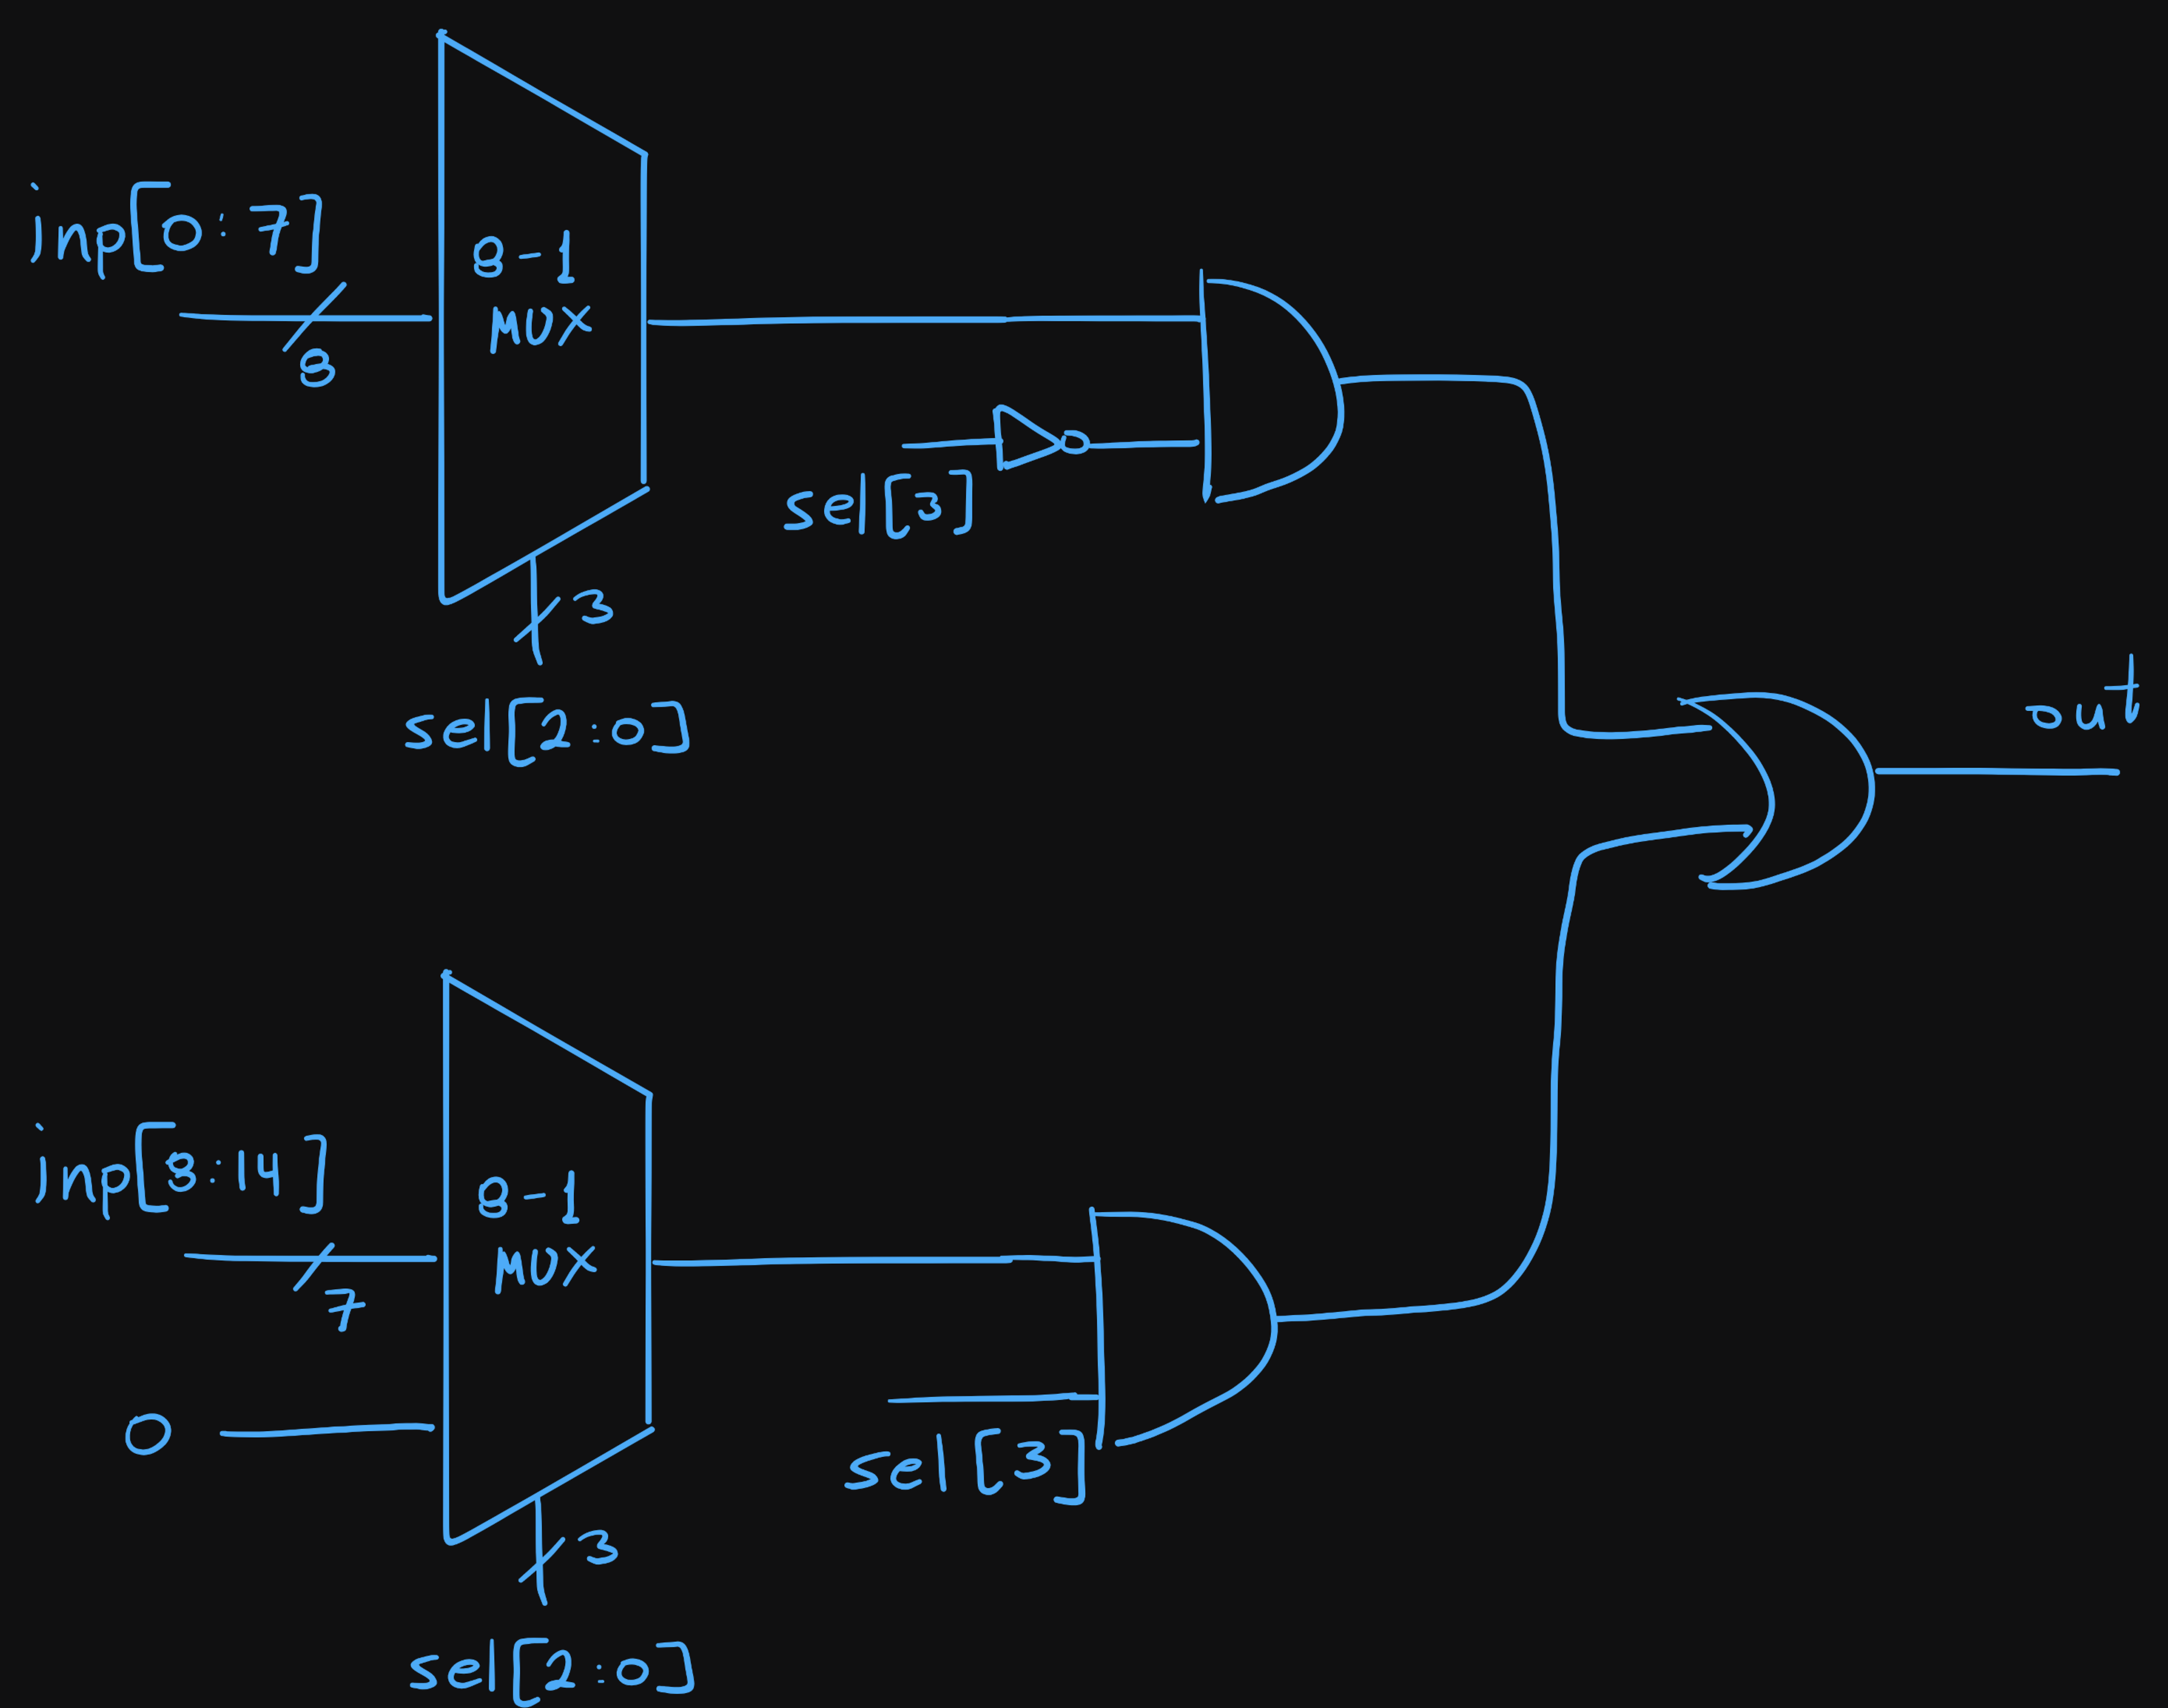 inp[0:7]
8
8-1
MUX
sel[3]
3
sel[2:0]
out
inp[8:14]
7
8-1
MUX
0
sel[3]
3
sel[2:0]